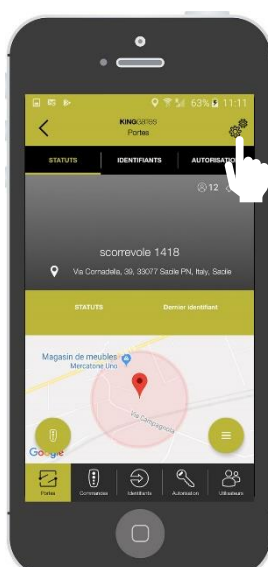 63% 11:11
KINGgates
Portes
STATUTS IDENTIFIANTS AUTORISATIO
12
scorrevole 1418
Via Cornadella, 39, 33077 Sacile PN, Italy, Sacile
STATUTS Dernier identifiant
Magasin de meubles
Mercatone Uno
Via Campagnola
Google
Portes Commandes Identifiants Autorisation Utilisateurs